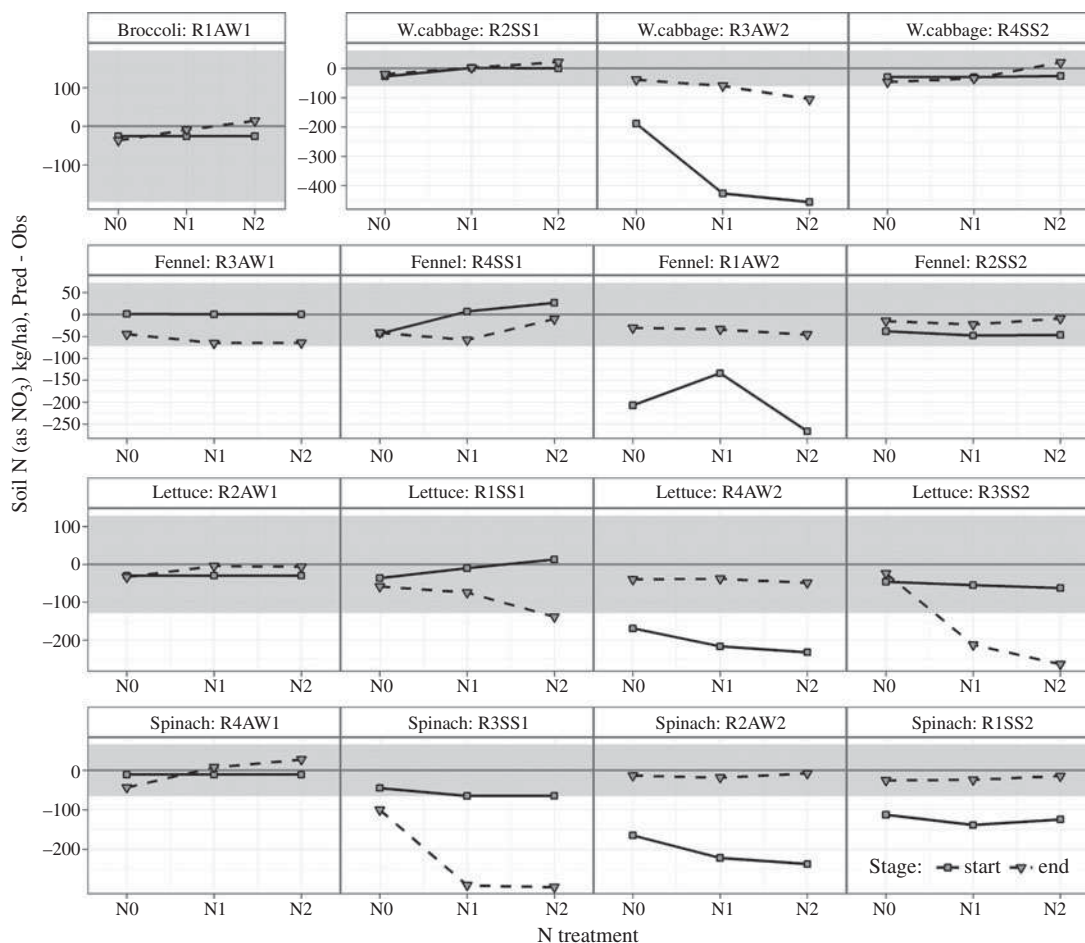 Broccoli: R1AW1 W.cabbage: R2SS1 W.cabbage: R3AW2 W.cabbage: R4SS2
100
0
−100
0
−100
−200
−300
−400
N0 N1 N2 N0 N1 N2 N0 N1 N2 N0 N1 N2
Fennel: R3AW1 Fennel: R4SS1 Fennel: R1AW2 Fennel: R2SS2
50
0
−50
−100
−150
−200
−250
N0 N1 N2 N0 N1 N2 N0 N1 N2 N0 N1 N2
Lettuce: R2AW1 Lettuce: R1SS1 Lettuce: R4AW2 Lettuce: R3SS2
100
0
−100
−200
N0 N1 N2 N0 N1 N2 N0 N1 N2 N0 N1 N2
Spinach: R4AW1 Spinach: R3SS1 Spinach: R2AW2 Spinach: R1SS2
0
−100
−200
Stage: start end
N0 N1 N2 N0 N1 N2 N0 N1 N2 N0 N1 N2
N treatment
Soil N (as NO₃) kg/ha), Pred - Obs